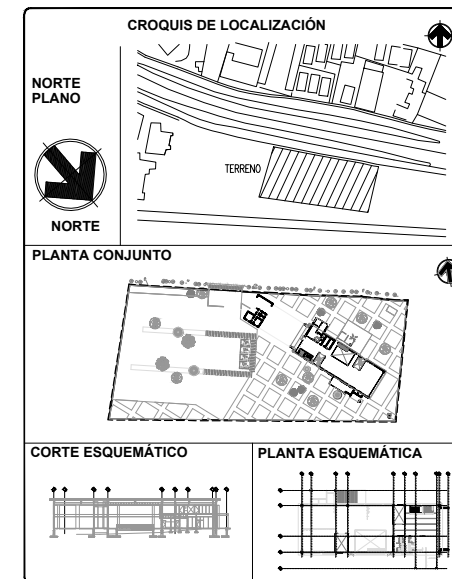 CROQUIS DE LOCALIZACIÓN
NORTE
PLANO
TERRENO
NORTE
PLANTA CONJUNTO
CORTE ESQUEMÁTICO
PLANTA ESQUEMÁTICA